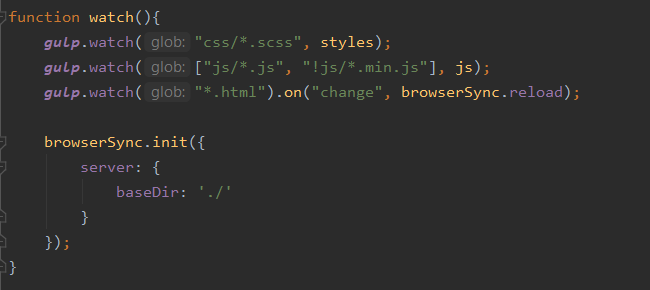 function watch(){
gulp.watch( glob: "css/*.scss", styles);
gulp.watch( glob: ["js/*.js", "!js/*.min.js"], js);
gulp.watch( glob: "*.html").on("change", browserSync.reload);
browserSync.init({
server: {
baseDir: './'
}
});
}